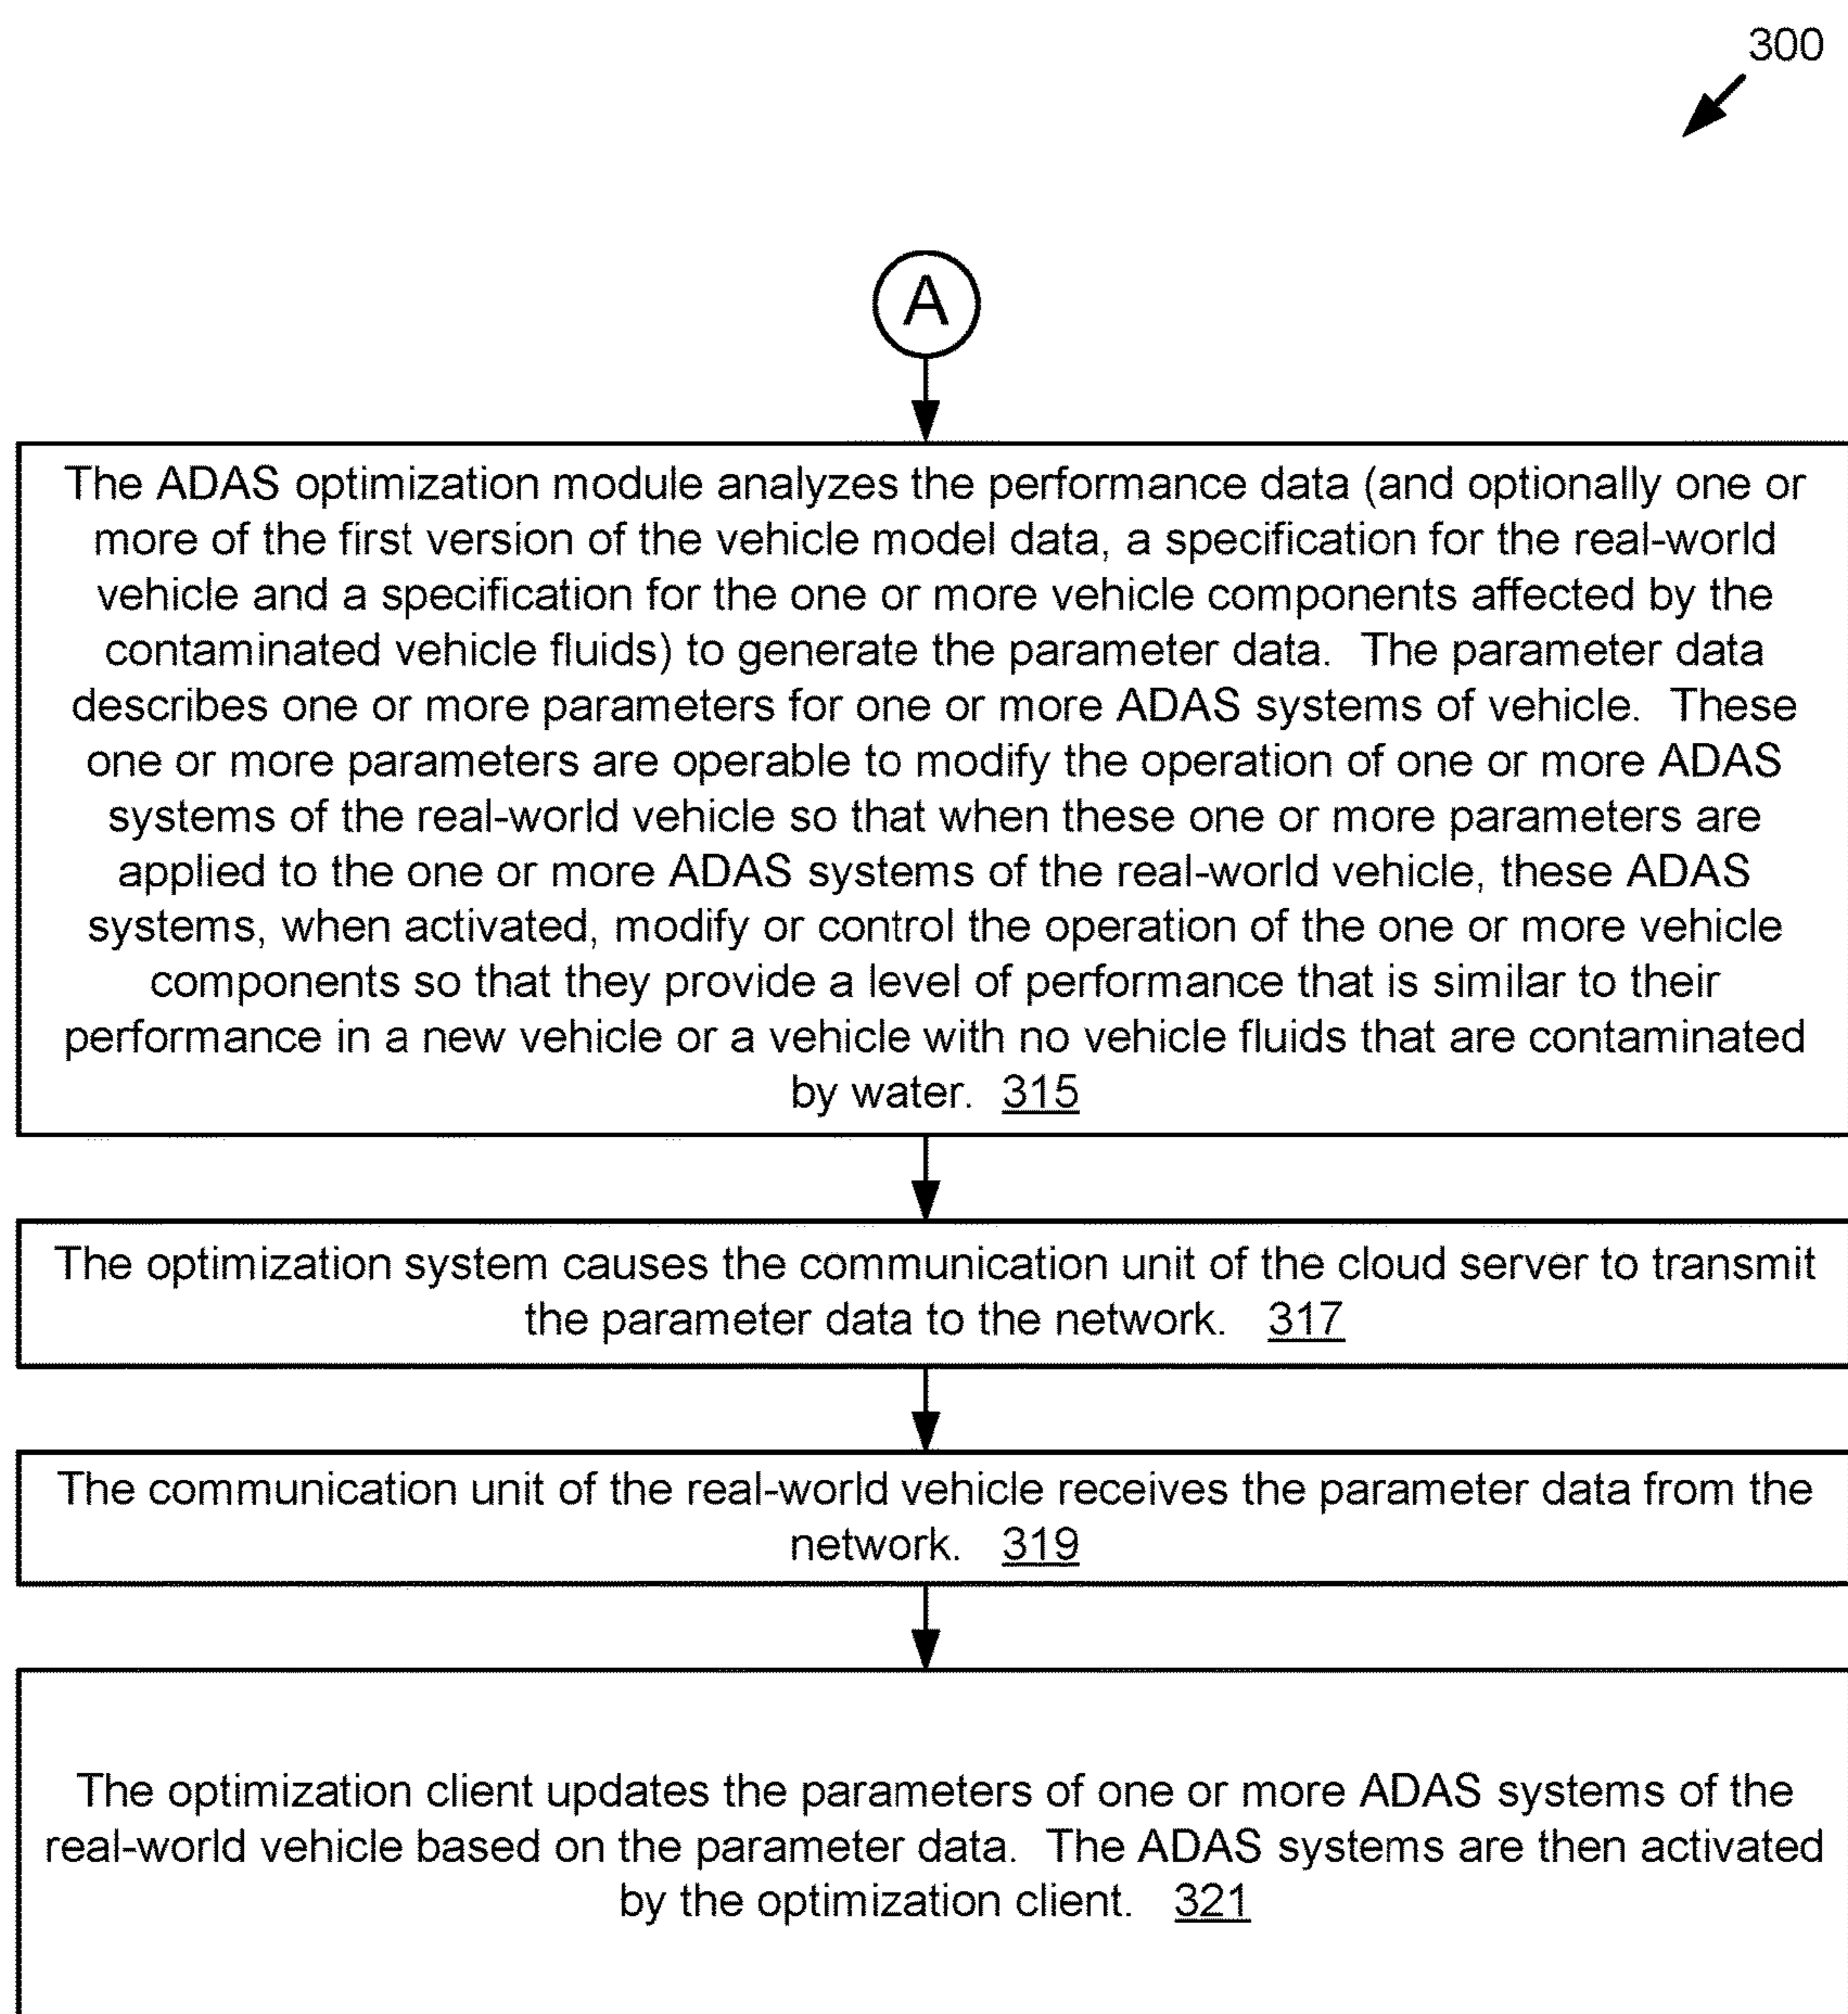 300
A
The ADAS optimization module analyzes the performance data (and optionally one or
more of the first version of the vehicle model data, a specification for the real-world
vehicle and a specification for the one or more vehicle components affected by the
contaminated vehicle fluids) to generate the parameter data. The parameter data
describes one or more parameters for one or more ADAS systems of vehicle. These
one or more parameters are operable to modify the operation of one or more ADAS
systems of the real-world vehicle so that when these one or more parameters are
applied to the one or more ADAS systems of the real-world vehicle, these ADAS
systems, when activated, modify or control the operation of the one or more vehicle
components so that they provide a level of performance that is similar to their
performance in a new vehicle or a vehicle with no vehicle fluids that are contaminated
by water. 315
The optimization system causes the communication unit of the cloud server to transmit
the parameter data to the network. 317
The communication unit of the real-world vehicle receives the parameter data from the
network. 319
The optimization client updates the parameters of one or more ADAS systems of the
real-world vehicle based on the parameter data. The ADAS systems are then activated
by the optimization client. 321